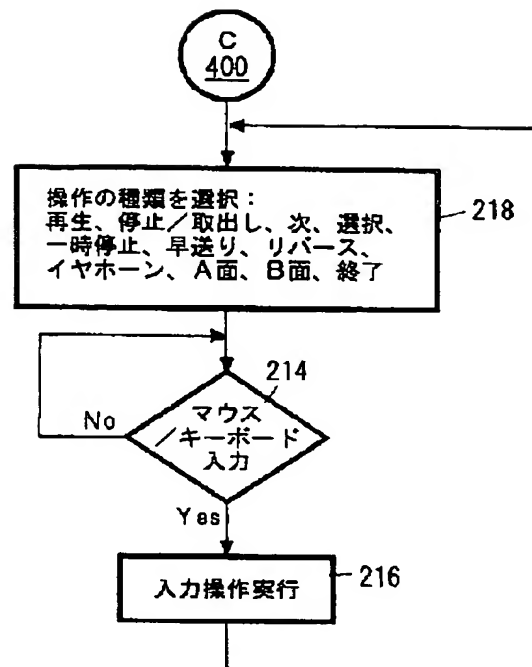 C
400
操作の種類を選択:
再生、停止/取出し、次、選択、
一時停止、早送り、リバース、
イヤホーン、A面、B面、終了
218
214
マウス
/キーボード
入力
No
Yes
入力操作実行
216